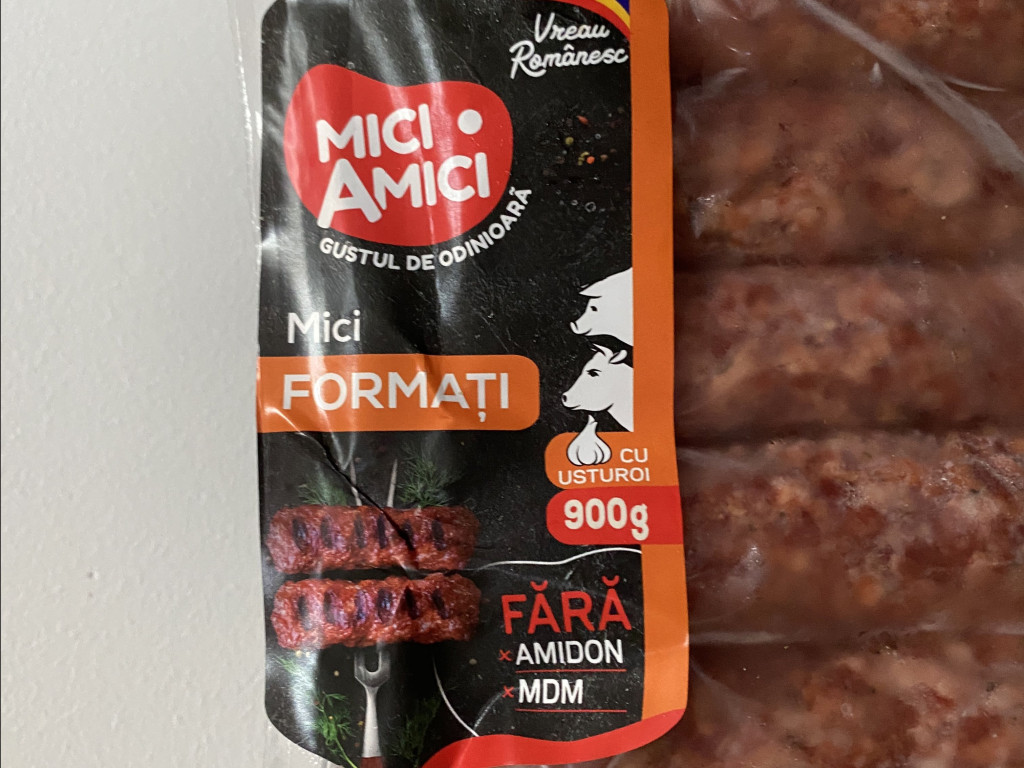 Vreau
Românesc
MICI
AMICI
GUSTUL DE ODINIOARĂ
Mici
FORMAȚI
CU
USTUROI
900g
FĂRĂ
× AMIDON
× MDM